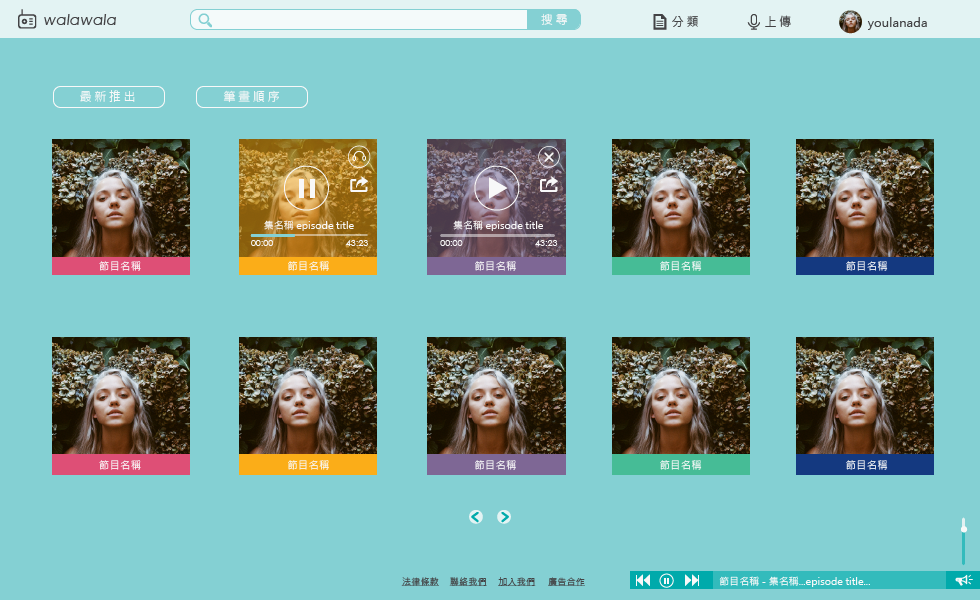 walawala
搜尋
分類
上傳
youlanada
最新推出
筆畫順序
集名稱 episode title
00:00
43:23
集名稱 episode title
00:00
43:23
節目名稱
節目名稱
節目名稱
節目名稱
節目名稱
節目名稱
節目名稱
節目名稱
節目名稱
節目名稱
法律條款 聯絡我們 加入我們 廣告合作
節目名稱 - 集名稱...episode title...